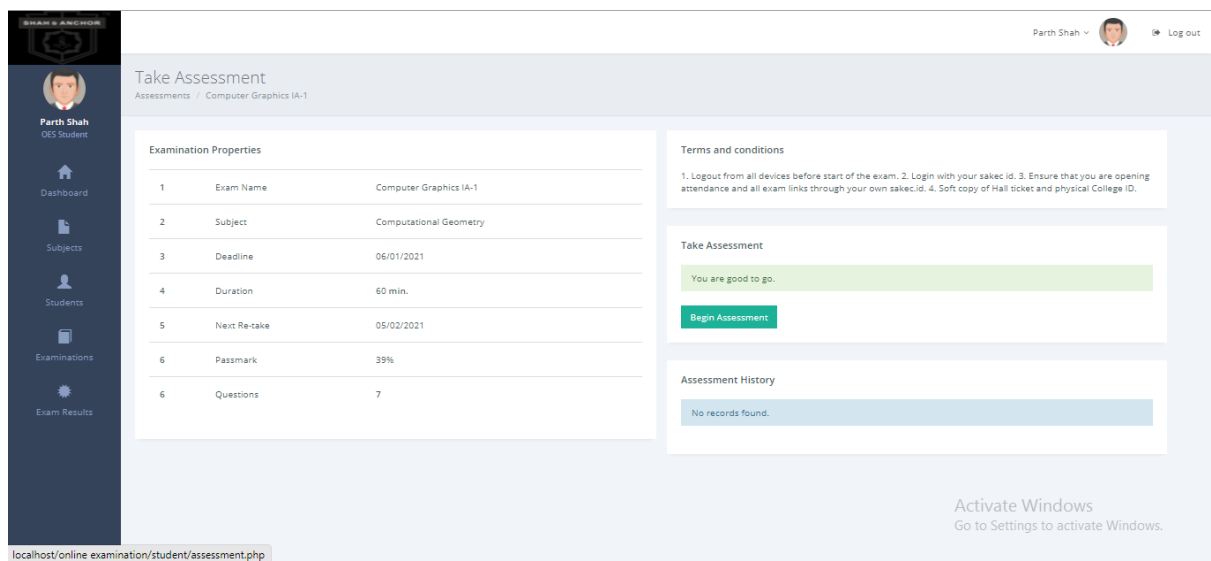 SHAH & ANCHOR
Parth Shah
Log out
Parth Shah
OES Student
Dashboard
Subjects
Students
Examinations
Exam Results
Take Assessment
Assessments / Computer Graphics IA-1
Examination Properties
1 Exam Name Computer Graphics IA-1
2 Subject Computational Geometry
3 Deadline 06/01/2021
4 Duration 60 min.
5 Next Re-take 05/02/2021
6 Passmark 39%
6 Questions 7
Terms and conditions
1. Logout from all devices before start of the exam. 2. Login with your sakec id. 3. Ensure that you are opening
attendance and all exam links through your own sakec.id. 4. Soft copy of Hall ticket and physical College ID.
Take Assessment
You are good to go.
Begin Assessment
Assessment History
No records found.
Activate Windows
Go to Settings to activate Windows.
localhost/online examination/student/assessment.php